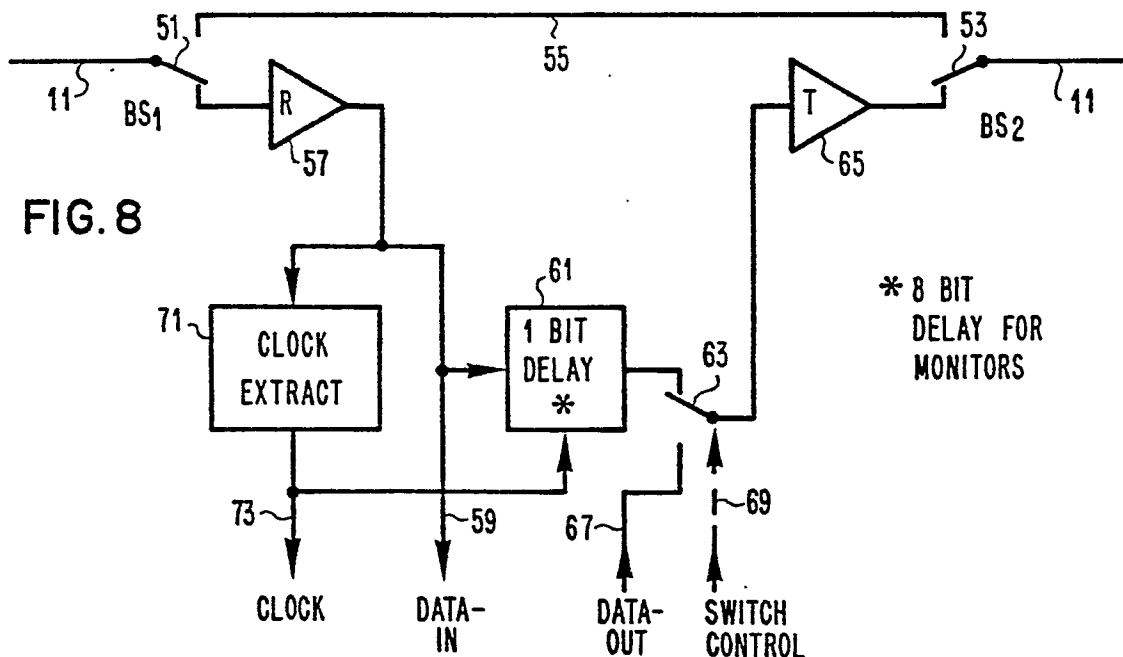 51
55
53
11
BS1
R
57
T
65
BS2
11
FIG. 8
71
CLOCK
EXTRACT
61
1 BIT
DELAY
*
63
* 8 BIT
DELAY FOR
MONITORS
73
59
67
69
CLOCK
DATA-
IN
DATA-
OUT
SWITCH
CONTROL